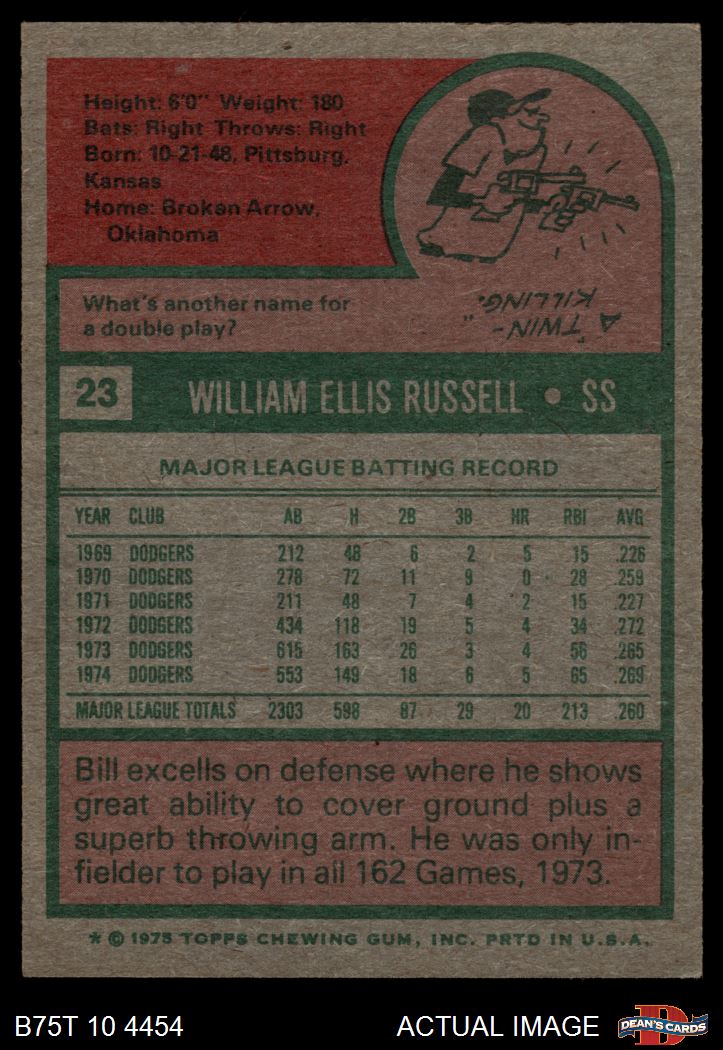 Height: 6'0" Weight: 180
Bats: Right Throws: Right
Born: 10-21-48, Pittsburg,
Kansas
Home: Broken Arrow,
Oklahoma
What's another name for
a double play?
A "TWIN-
KILLING."
23 WILLIAM ELLIS RUSSELL • SS
MAJOR LEAGUE BATTING RECORD
YEAR CLUB AB H 2B 3B HR RBI AVG
1969 DODGERS 212 48 6 2 5 15 .226
1970 DODGERS 278 72 11 9 0 28 .259
1971 DODGERS 211 48 7 4 2 15 .227
1972 DODGERS 434 118 19 5 4 34 .272
1973 DODGERS 615 163 26 3 4 56 .265
1974 DODGERS 553 149 18 6 5 65 .269
MAJOR LEAGUE TOTALS 2303 598 87 29 20 213 .260
Bill excells on defense where he shows
great ability to cover ground plus a
superb throwing arm. He was only in-
fielder to play in all 162 Games, 1973.
* © 1975 TOPPS CHEWING GUM, INC. PRTD IN U.S.A.
B75T 10 4454 ACTUAL IMAGE
D
DEAN'S CARDS